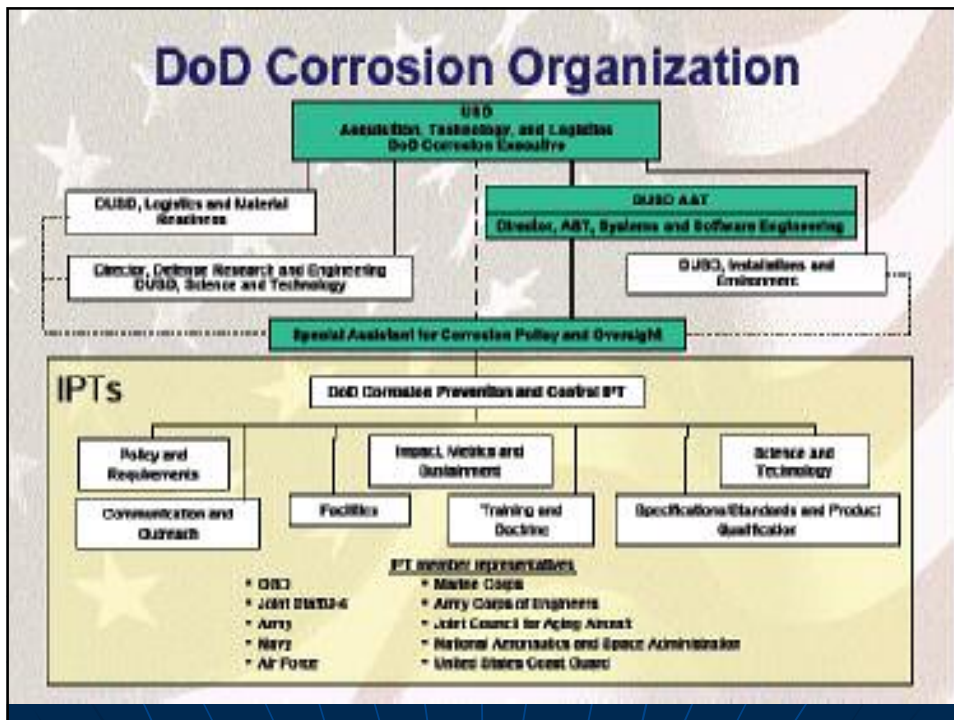 DoD Corrosion Organization
USD
Acquisition, Technology, and Logistics
DoD Corrosion Executive
DUSD, Logistics and Material
Readiness
DUSD A&T
Director, A&T, Systems and Software Engineering
Director, Defense Research and Engineering
DUSD, Science and Technology
DUSD, Installations and
Environment
Special Assistant for Corrosion Policy and Oversight
IPTs
DoD Corrosion Prevention and Control IPT
Policy and
Requirements
Impact, Metrics and
Sustainment
Science and
Technology
Communication and
Outreach
Facilities
Training and
Doctrine
Specifications/Standards and Product
Qualification
IPT member representatives
• OSD
• Joint Staff/J-4
• Army
• Navy
• Air Force
• Marine Corps
• Army Corps of Engineers
• Joint Council for Aging Aircraft
• National Aeronautics and Space Administration
• United States Coast Guard